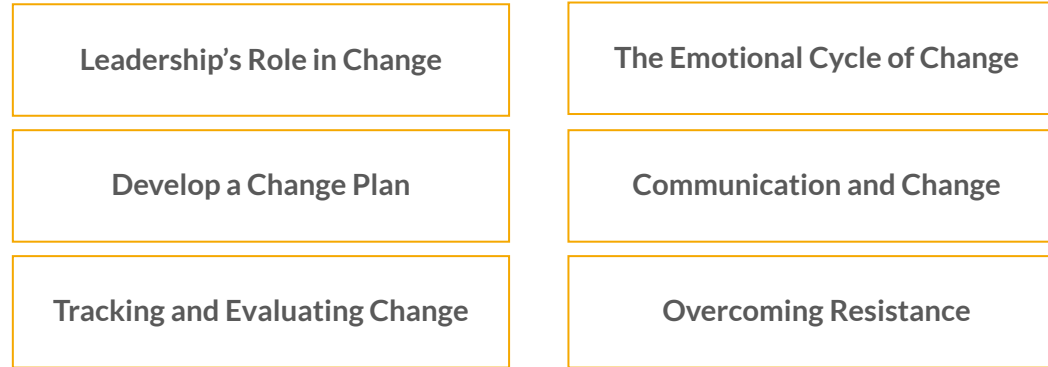 Leadership’s Role in Change
The Emotional Cycle of Change
Develop a Change Plan
Communication and Change
Tracking and Evaluating Change
Overcoming Resistance